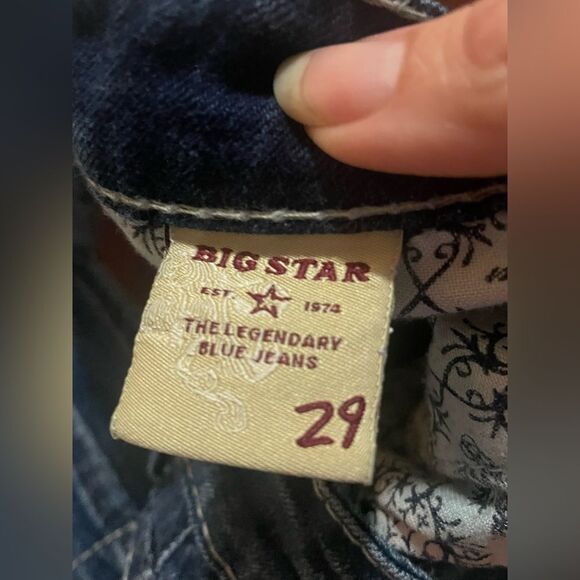 BIG STAR
EST. 1974
THE LEGENDARY
BLUE JEANS
29